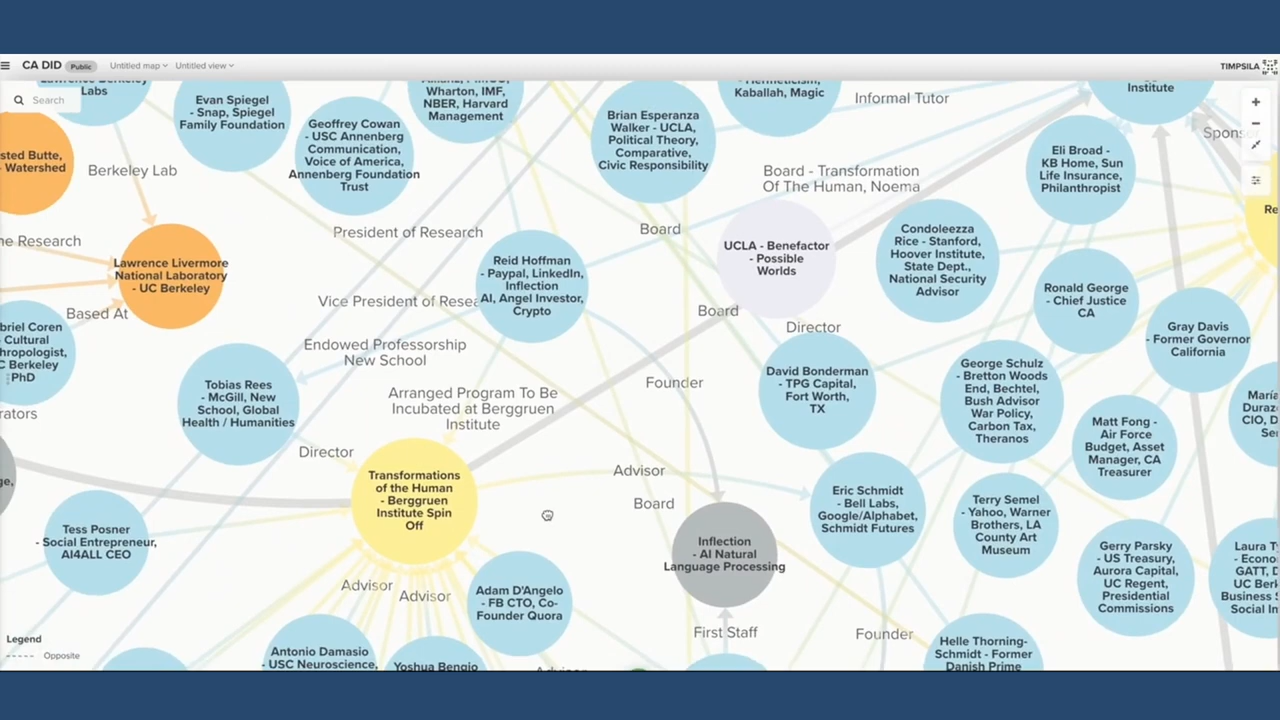 CA DID
Public
Untitled map
Untitled view
TIMPSILA
Search
Labs
Evan Spiegel
- Snap, Spiegel
Family Foundation
Geoffrey Cowan
- USC Annenberg
Communication,
Voice of America,
Annenberg Foundation
Trust
Wharton, IMF,
NBER, Harvard
Management
Brian Esperanza
Walker - UCLA,
Political Theory,
Comparative,
Civic Responsibility
Kaballah, Magic
Informal Tutor
Institute
Eli Broad -
KB Home, Sun
Life Insurance,
Philanthropist
Butte,
- Watershed
Berkeley Lab
Board - Transformation
Of The Human, Noema
Research
President of Research
Board
UCLA - Benefactor
- Possible
Worlds
Condoleezza
Rice - Stanford,
Hoover Institute,
State Dept.,
National Security
Advisor
Lawrence Livermore
National Laboratory
- UC Berkeley
Reid Hoffman
- Paypal, LinkedIn,
Inflection
AI, Angel Investor,
Crypto
Ronald George
- Chief Justice
CA
Vice President of
Based At
Board
Director
Gray Davis
- Former Governor
California
Coren
- Cultural
Berkeley
PhD
Endowed Professorship
New School
Tobias Rees
- McGill, New
School, Global
Health / Humanities
Founder
David Bonderman
- TPG Capital,
Fort Worth,
TX
George Schulz
- Bretton Woods
End, Bechtel,
Bush Advisor
War Policy,
Carbon Tax,
Theranos
Arranged Program To Be
Incubated at Berggruen
Institute
Matt Fong -
Air Force
Budget, Asset
Manager, CA
Treasurer
Director
Transformations
of the Human
- Berggruen
Institute Spin
Off
Advisor
Board
Eric Schmidt
- Bell Labs,
Google/Alphabet,
Schmidt Futures
Terry Semel
- Yahoo, Warner
Brothers, LA
County Art
Museum
Tess Posner
- Social Entrepreneur,
AI4ALL CEO
Inflection
- AI Natural
Language Processing
Gerry Parsky
- US Treasury,
Aurora Capital,
UC Regent,
Presidential
Commissions
Laura
GATT,
Business
Social
Advisor
Advisor
Adam D'Angelo
- FB CTO, Co-
Founder Quora
First Staff
Founder
Legend
Opposite
Antonio Damasio
- USC Neuroscience,
Yoshua Bengio
Helle Thorning-
Schmidt - Former
Danish Prime